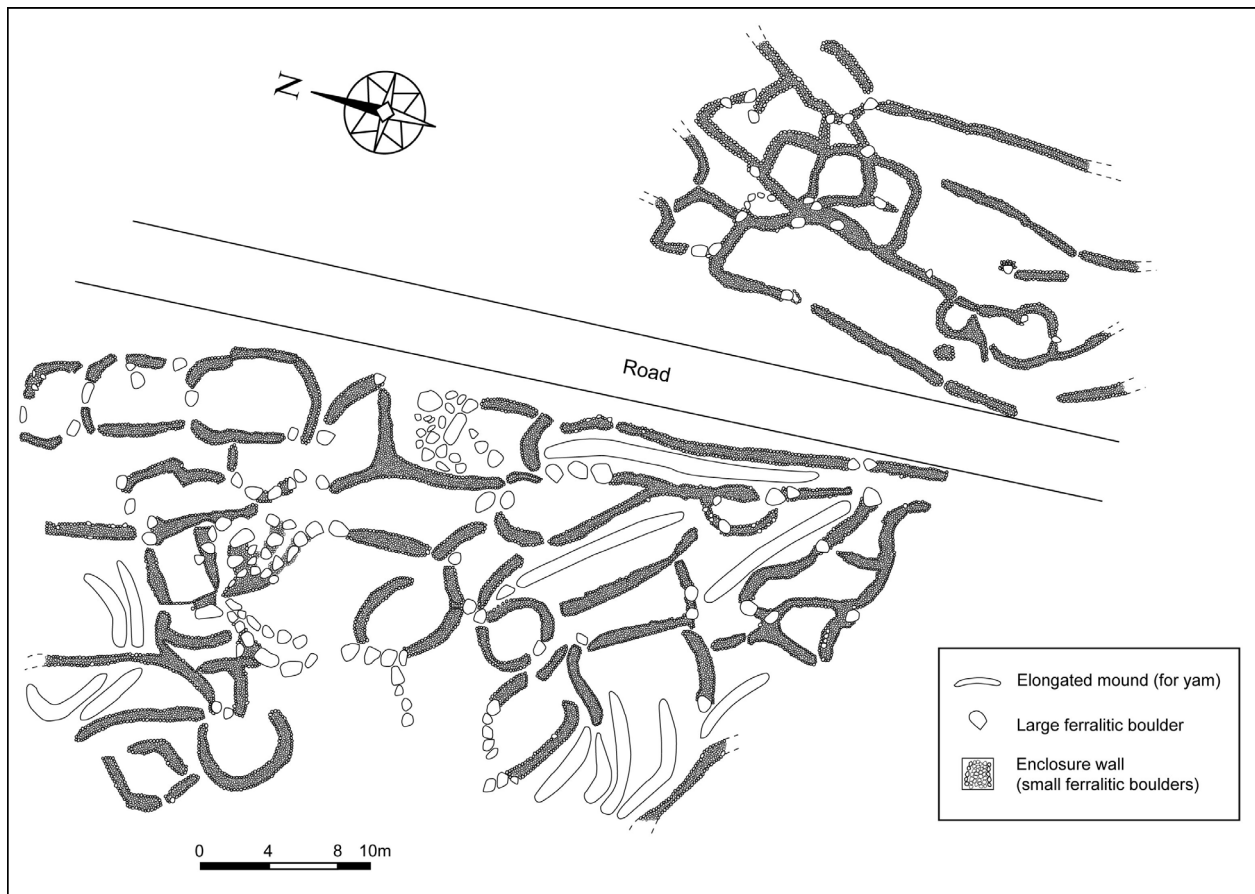 N
Road
Elongated mound (for yam)
Large ferralitic boulder
Enclosure wall
(small ferralitic boulders)
0 4 8 10m